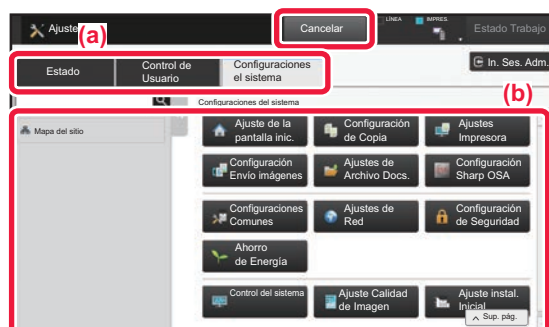 Ajuste
(a)
Cancelar
LÍNEA
IMPRES.
Estado Trabajo
Estado
Control de
Usuario
Configuraciones
el sistema
In. Ses. Adm.
(b)
Configuraciones del sistema
Mapa del sitio
Ajuste de la
pantalla inic.
Configuración
de Copia
Ajustes
Impresora
Configuración
Envío imágenes
Ajustes de
Archivo Docs.
Configuración
Sharp OSA
Configuraciones
Comunes
Ajustes de
Red
Configuración
de Seguridad
Ahorro
de Energía
Control del sistema
Ajuste Calidad
de Imagen
Ajuste instal.
Inicial
Sup. pág.